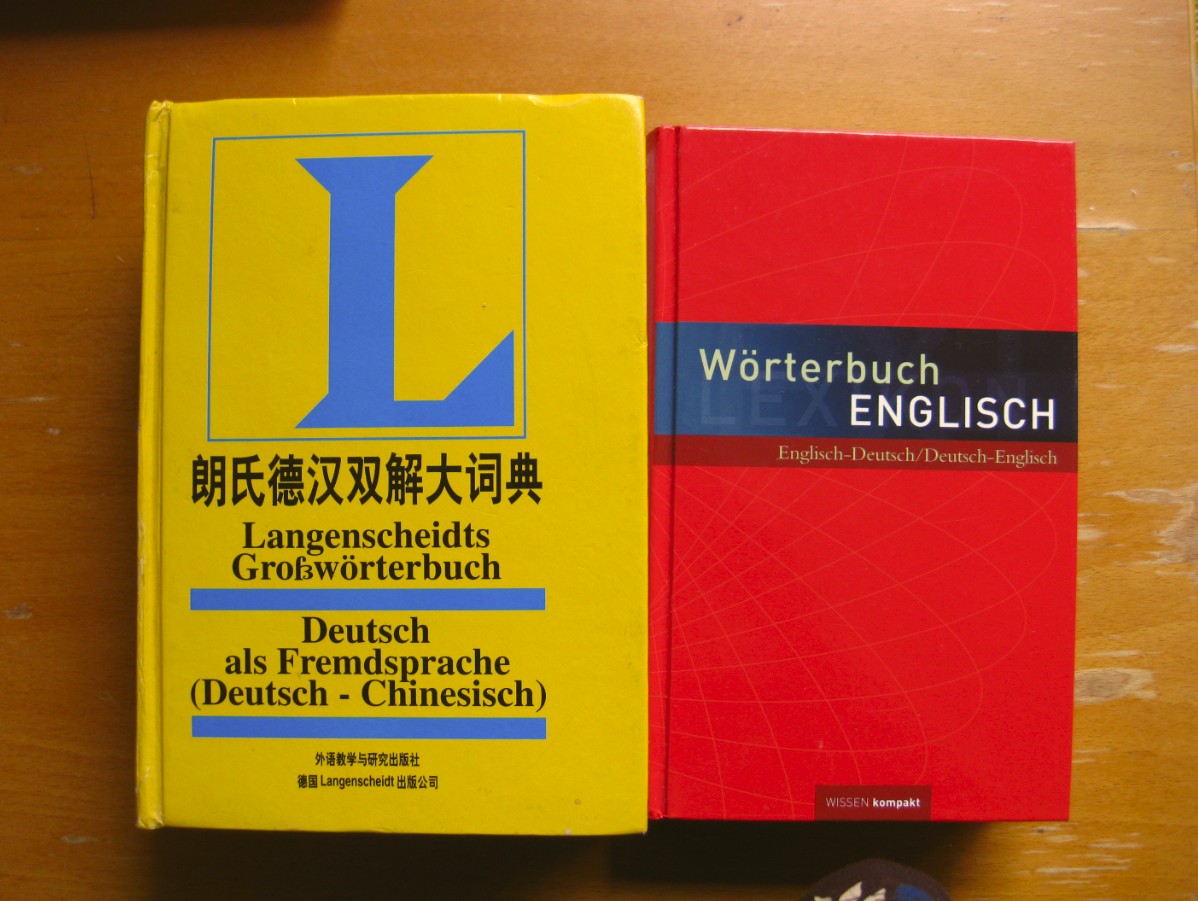 L
朗氏德汉双解大词典
Langenscheidts
Großwörterbuch
Deutsch
als Fremdsprache
(Deutsch - Chinesisch)
外语教学与研究出版社
德国 Langenscheidt 出版公司
Wörterbuch
LEXIKON
ENGLISCH
Englisch-Deutsch/Deutsch-Englisch
WISSEN kompakt